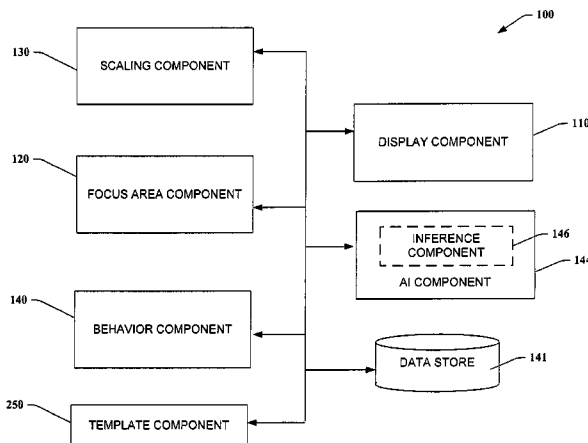 100
130
SCALING COMPONENT
110
DISPLAY COMPONENT
120
FOCUS AREA COMPONENT
INFERENCE
COMPONENT
146
144
AI COMPONENT
140
BEHAVIOR COMPONENT
DATA STORE
141
250
TEMPLATE COMPONENT